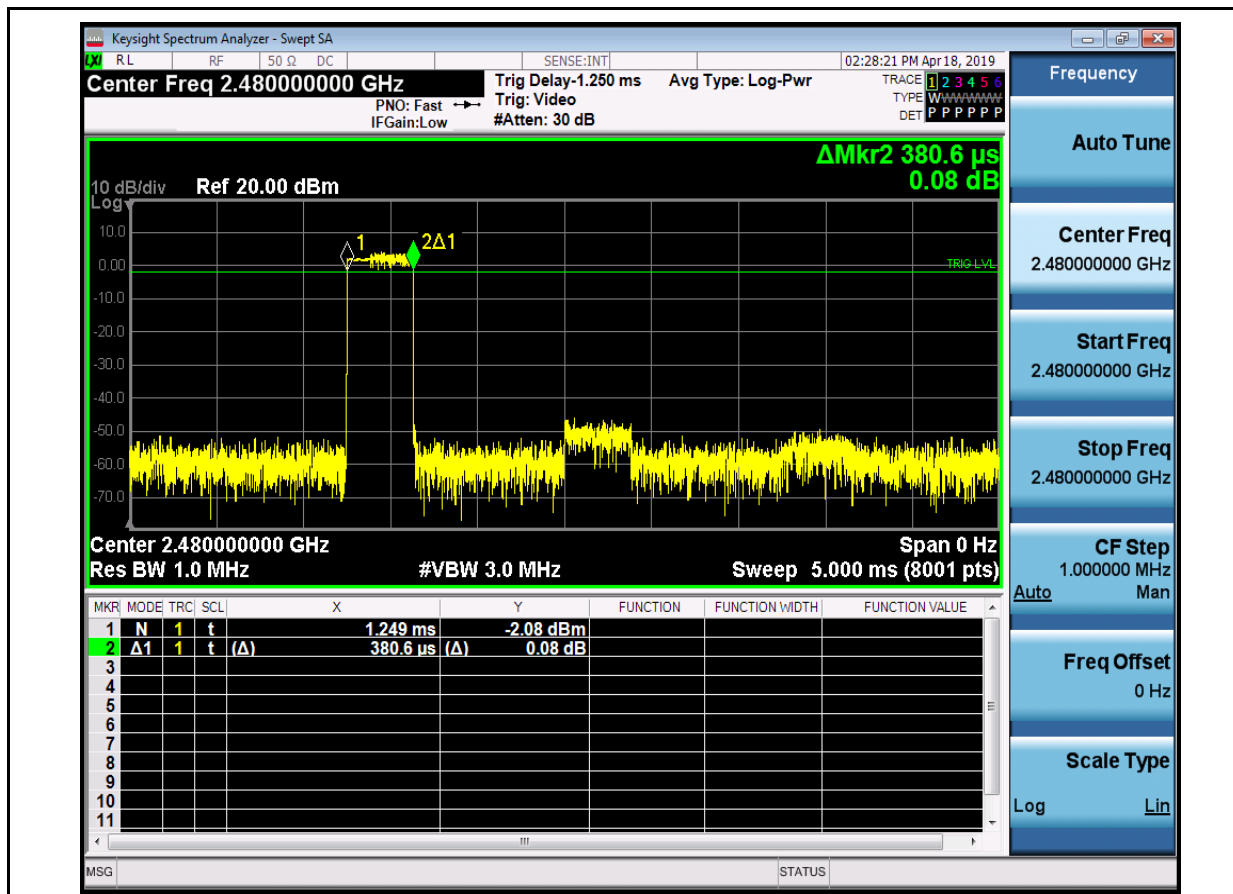 Keysight Spectrum Analyzer - Swept SA
LXI RL RF 50 Ω DC SENSE:INT 02:28:21 PM Apr 18, 2019
Center Freq 2.480000000 GHz
PNO: Fast
IFGain:Low
Trig Delay-1.250 ms
Trig: Video
#Atten: 30 dB
Avg Type: Log-Pwr
TRACE 1 2 3 4 5 6
TYPE WWWWWW
DET P P P P P P
ΔMkr2 380.6 µs
0.08 dB
10 dB/div Ref 20.00 dBm
Log
10.0
0.00
-10.0
-20.0
-30.0
-40.0
-50.0
-60.0
-70.0
1
2Δ1
TRIG LVL
Center 2.480000000 GHz Span 0 Hz
Res BW 1.0 MHz #VBW 3.0 MHz Sweep 5.000 ms (8001 pts)
MKR MODE TRC SCL X Y FUNCTION FUNCTION WIDTH FUNCTION VALUE
1 N 1 t 1.249 ms -2.08 dBm
2 Δ1 1 t (Δ) 380.6 µs (Δ) 0.08 dB
3
4
5
6
7
8
9
10
11
MSG STATUS
Frequency
Auto Tune
Center Freq
2.480000000 GHz
Start Freq
2.480000000 GHz
Stop Freq
2.480000000 GHz
CF Step
1.000000 MHz
Auto Man
Freq Offset
0 Hz
Scale Type
Log Lin